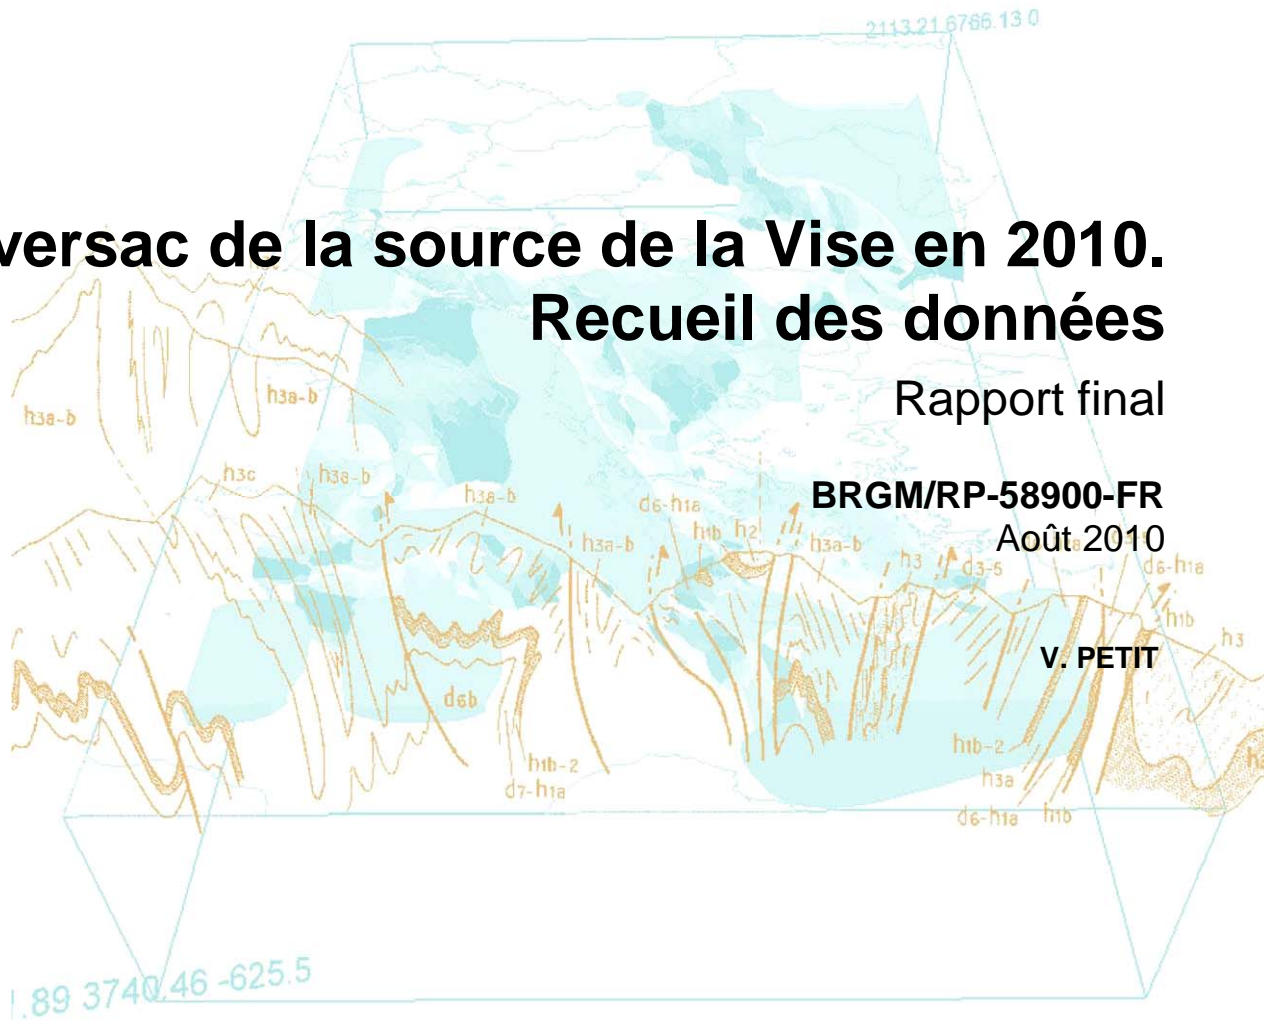 2113.21 6766.13 0
versac de la source de la Vise en 2010.
Recueil des données
Rapport final
BRGM/RP-58900-FR
Août 2010
V. PETIT
h3a-b
h3a-b
h3c
h3a-b
h3a-b
d6-h1a
h1b
h2
h3a-b
h3a-b
h3
d3-5
d6-h1a
h1b
h3
d6b
h1b-2
d7-h1a
h1b-2
h3a
d6-h1a
h1b
.89 3740.46 -625.5